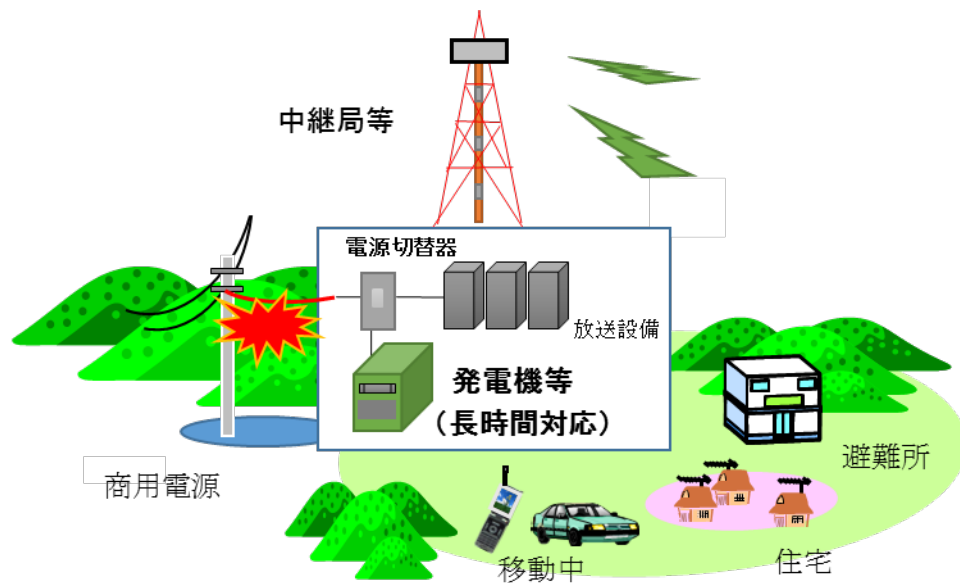 中継局等
電源切替器
放送設備
発電機等
（長時間対応）
避難所
商用電源
住宅
移動中